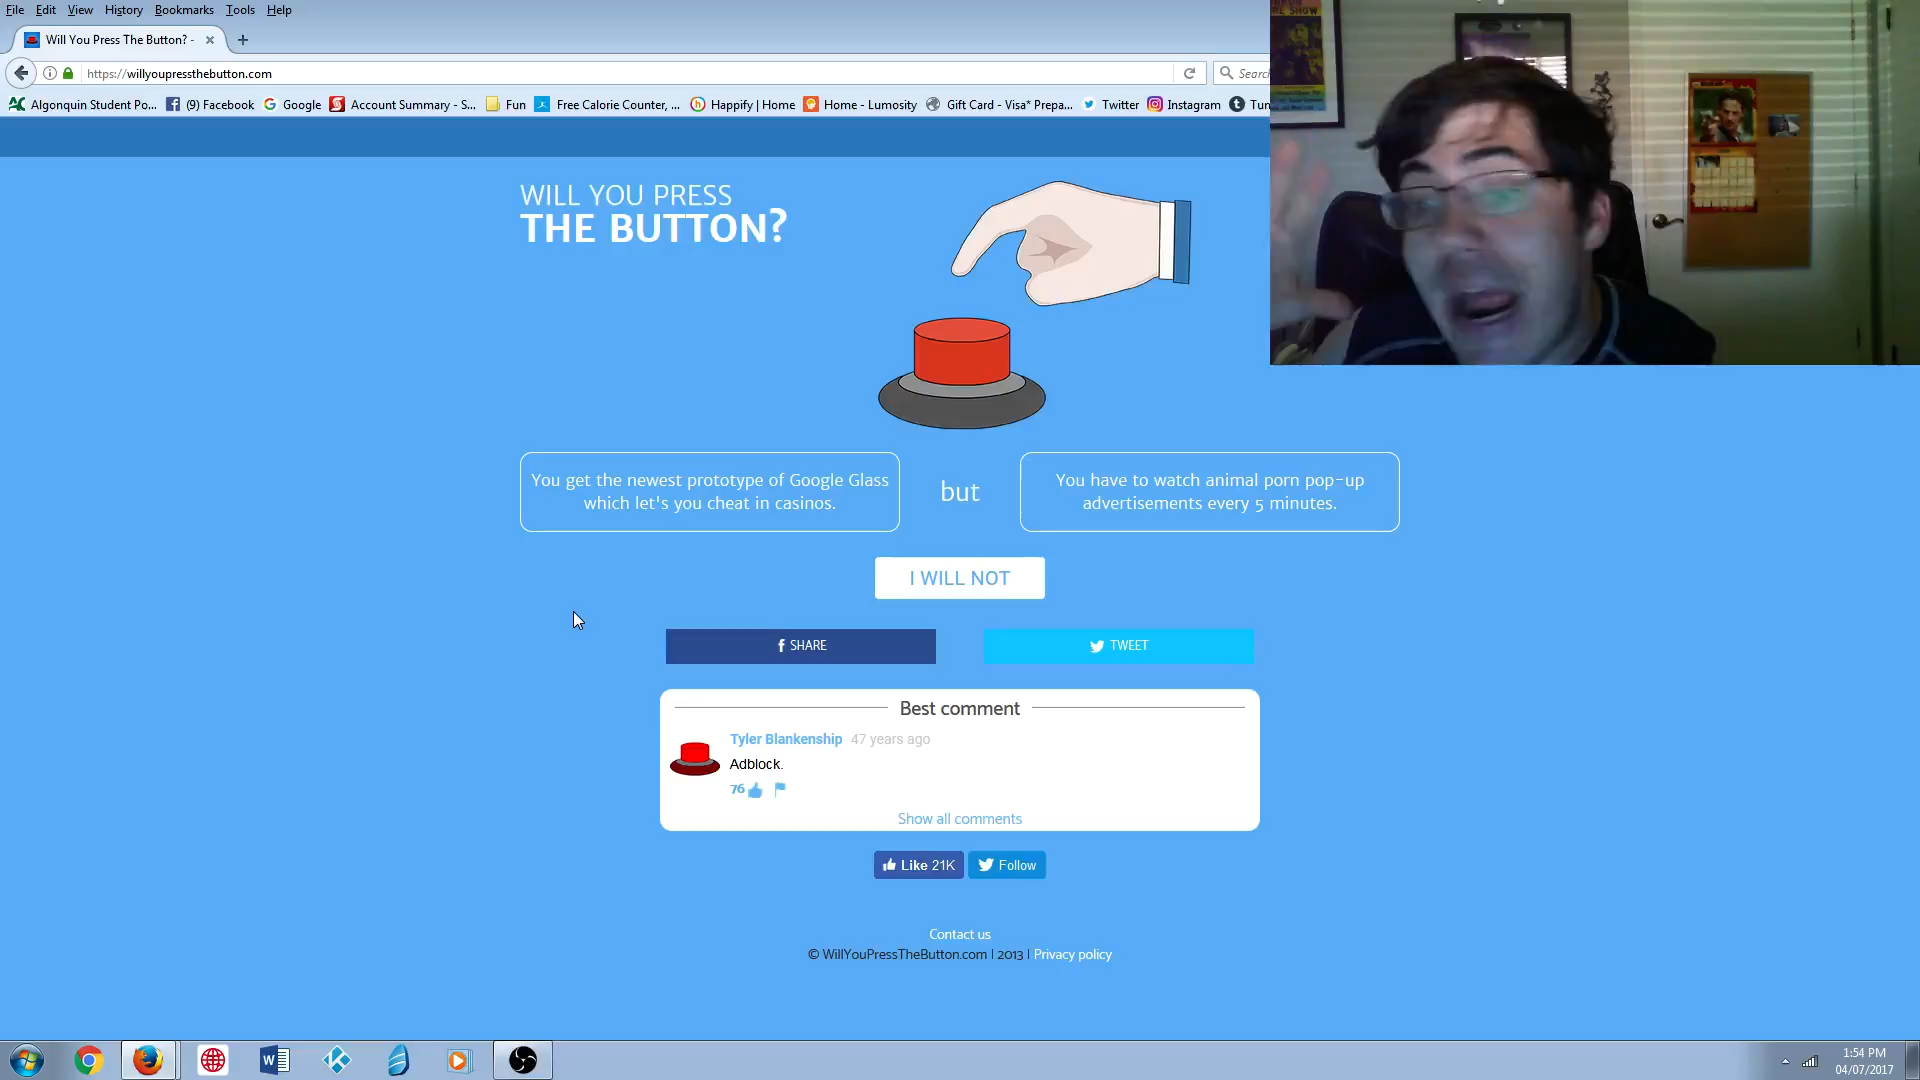 File Edit View History Bookmarks Tools Help
Will You Press The Button? -
https://willyoupressthebutton.com
Search
Algonquin Student Po... (9) Facebook Google Account Summary - S... Fun Free Calorie Counter, ... Happify | Home Home - Lumosity Gift Card - Visa* Prepa... Twitter Instagram Tun
WILL YOU PRESS
THE BUTTON?
You get the newest prototype of Google Glass
which let's you cheat in casinos.
but
You have to watch animal porn pop-up
advertisements every 5 minutes.
I WILL NOT
SHARE
TWEET
Best comment
Tyler Blankenship 47 years ago
Adblock.
76
Show all comments
Like 21K
Follow
Contact us
© WillYouPressTheButton.com | 2013 | Privacy policy
1:54 PM
04/07/2017